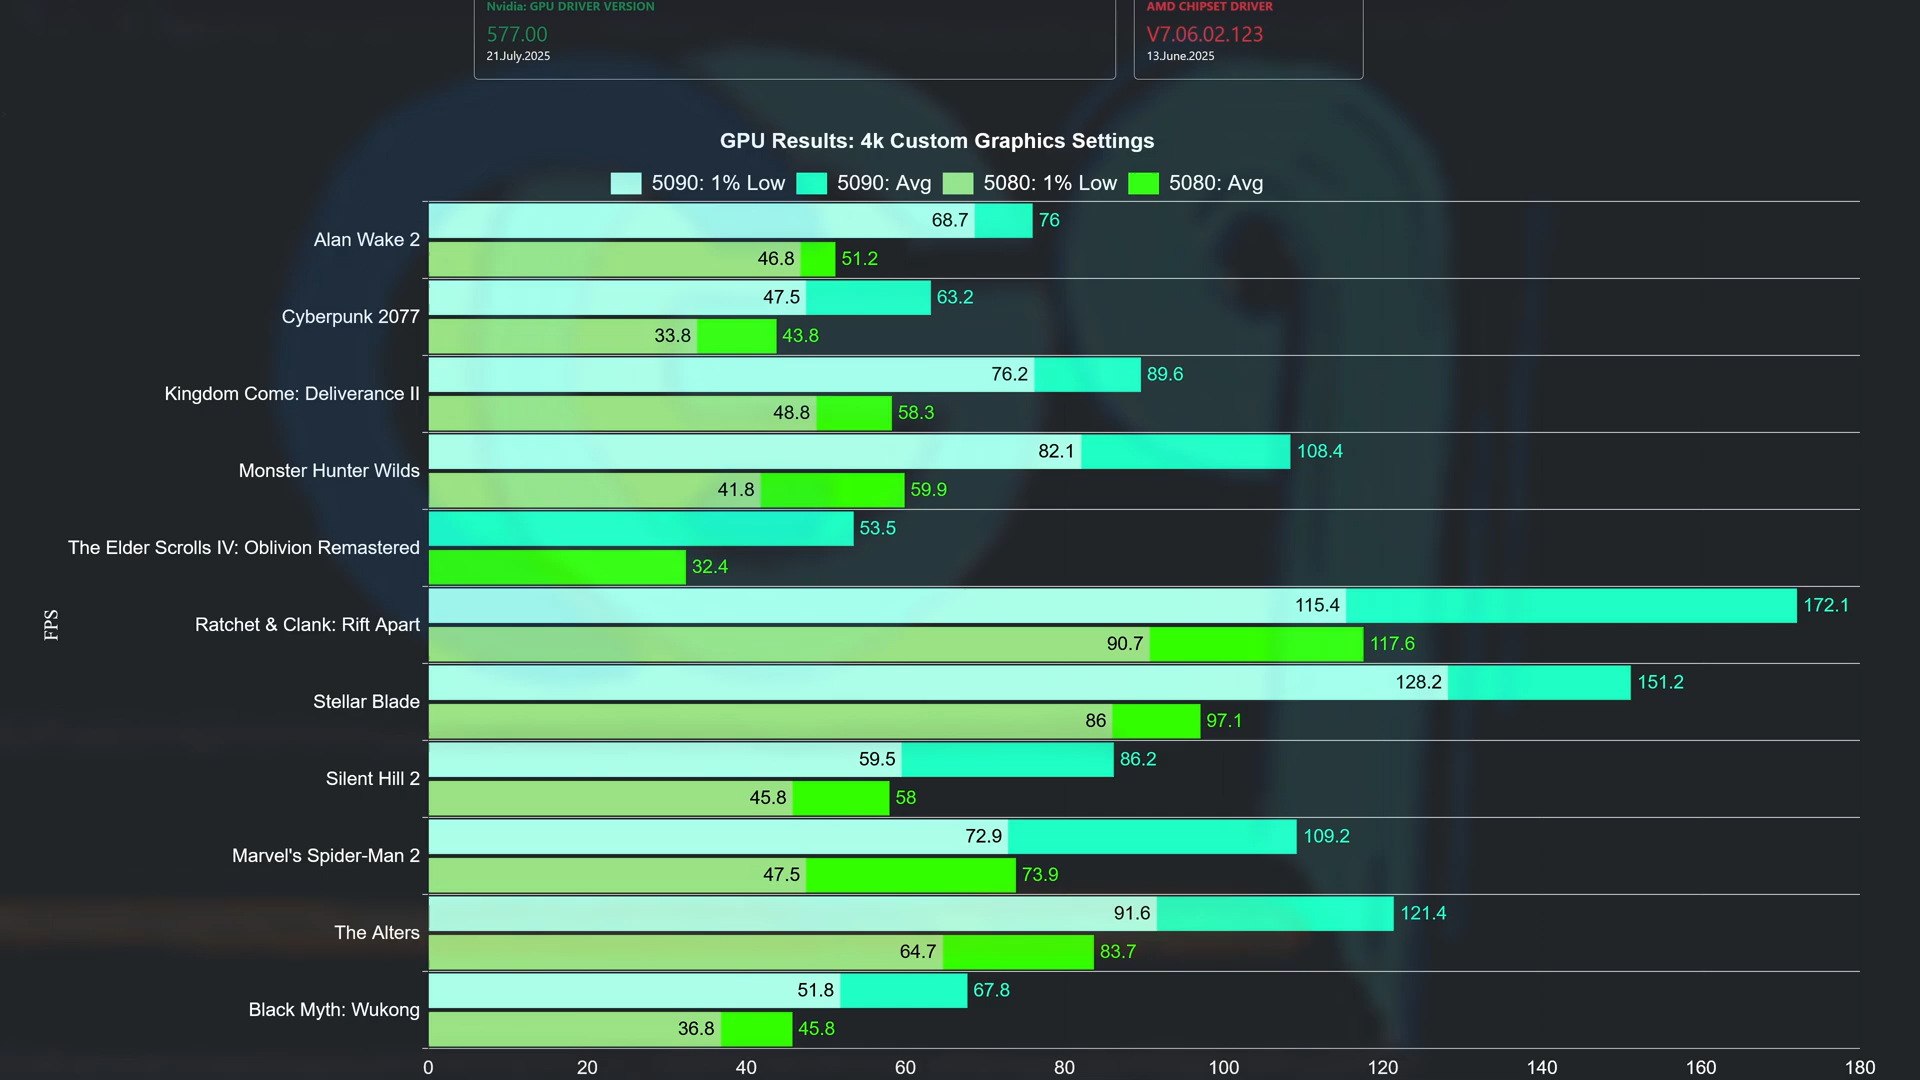 Nvidia: GPU DRIVER VERSION
577.00
21.July.2025
AMD CHIPSET DRIVER
V7.06.02.123
13.June.2025
GPU Results: 4k Custom Graphics Settings
5090: 1% Low 5090: Avg 5080: 1% Low 5080: Avg
Alan Wake 2
68.7 76
46.8 51.2
Cyberpunk 2077
47.5 63.2
33.8 43.8
Kingdom Come: Deliverance II
76.2 89.6
48.8 58.3
Monster Hunter Wilds
82.1 108.4
41.8 59.9
The Elder Scrolls IV: Oblivion Remastered
53.5
32.4
FPS
Ratchet & Clank: Rift Apart
115.4 172.1
90.7 117.6
Stellar Blade
128.2 151.2
86 97.1
Silent Hill 2
59.5 86.2
45.8 58
Marvel's Spider-Man 2
72.9 109.2
47.5 73.9
The Alters
91.6 121.4
64.7 83.7
Black Myth: Wukong
51.8 67.8
36.8 45.8
0 20 40 60 80 100 120 140 160 180